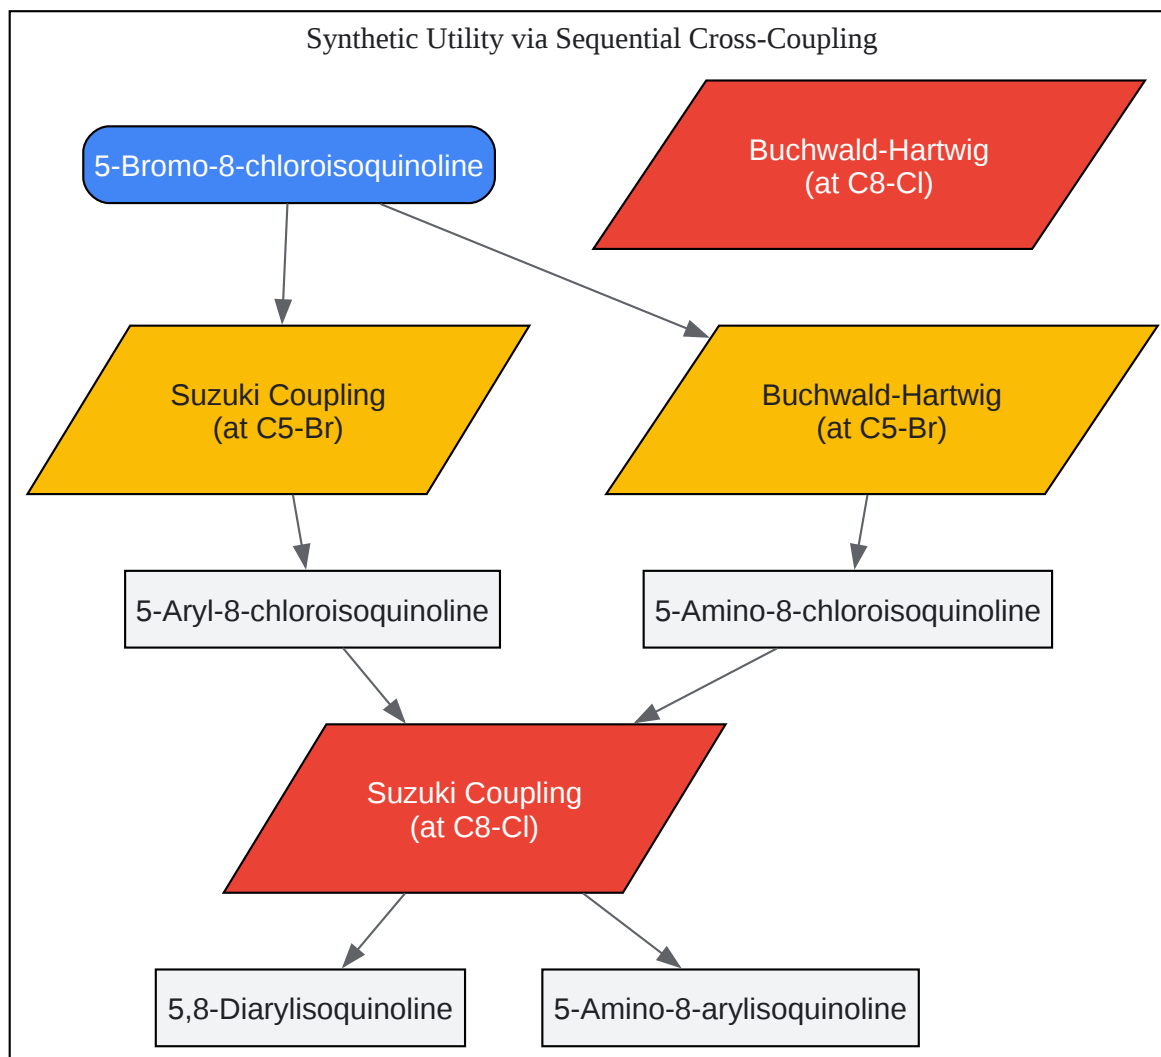 Synthetic Utility via Sequential Cross-Coupling
5-Bromo-8-chloroisoquinoline
Buchwald-Hartwig
(at C8-Cl)
Suzuki Coupling
(at C5-Br)
Buchwald-Hartwig
(at C5-Br)
5-Aryl-8-chloroisoquinoline
5-Amino-8-chloroisoquinoline
Suzuki Coupling
(at C8-Cl)
5,8-Diarylisoquinoline
5-Amino-8-arylisoquinoline